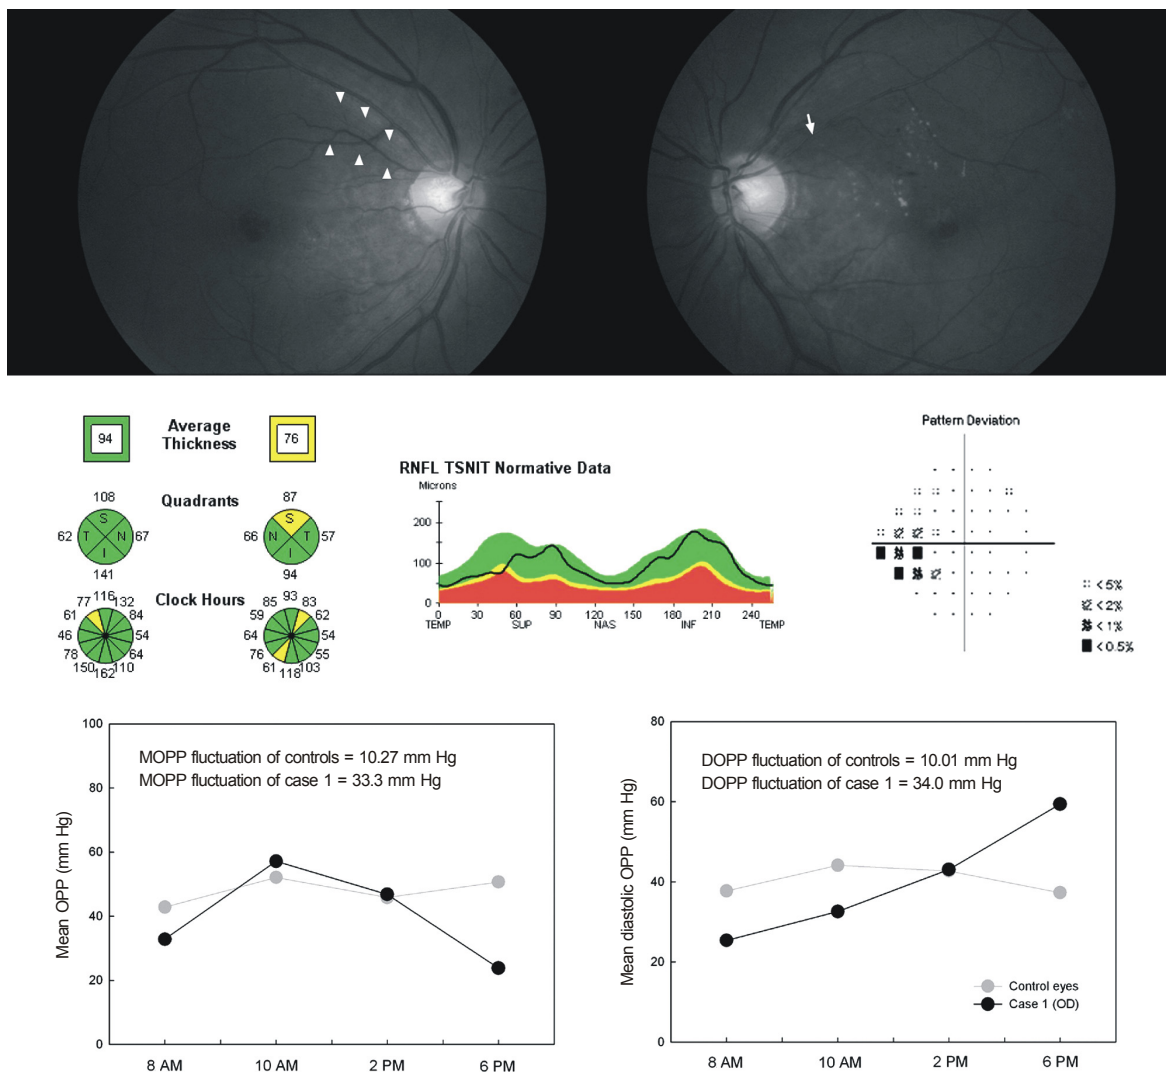 Average
Thickness
94
76
Quadrants
108
S
62 T N 67
I
141
87
S
66 N T 57
I
94
Clock Hours
116
77 132
61 84
46 54
78 64
150 110
162
93
85 83
59 62
64 54
76 55
61 103
118
RNFL TSNIT Normative Data
Microns
200
100
0
0 30 60 90 120 150 180 210 240
TEMP SUP NAS INF TEMP
Pattern Deviation
<5%
<2%
<1%
<0.5%
MOPP fluctuation of controls = 10.27 mm Hg
MOPP fluctuation of case 1 = 33.3 mm Hg
Mean OPP (mm Hg)
100
80
60
40
20
0
8 AM 10 AM 2 PM 6 PM
DOPP fluctuation of controls = 10.01 mm Hg
DOPP fluctuation of case 1 = 34.0 mm Hg
Mean diastolic OPP (mm Hg)
80
60
40
20
0
Control eyes
Case 1 (OD)
8 AM 10 AM 2 PM 6 PM